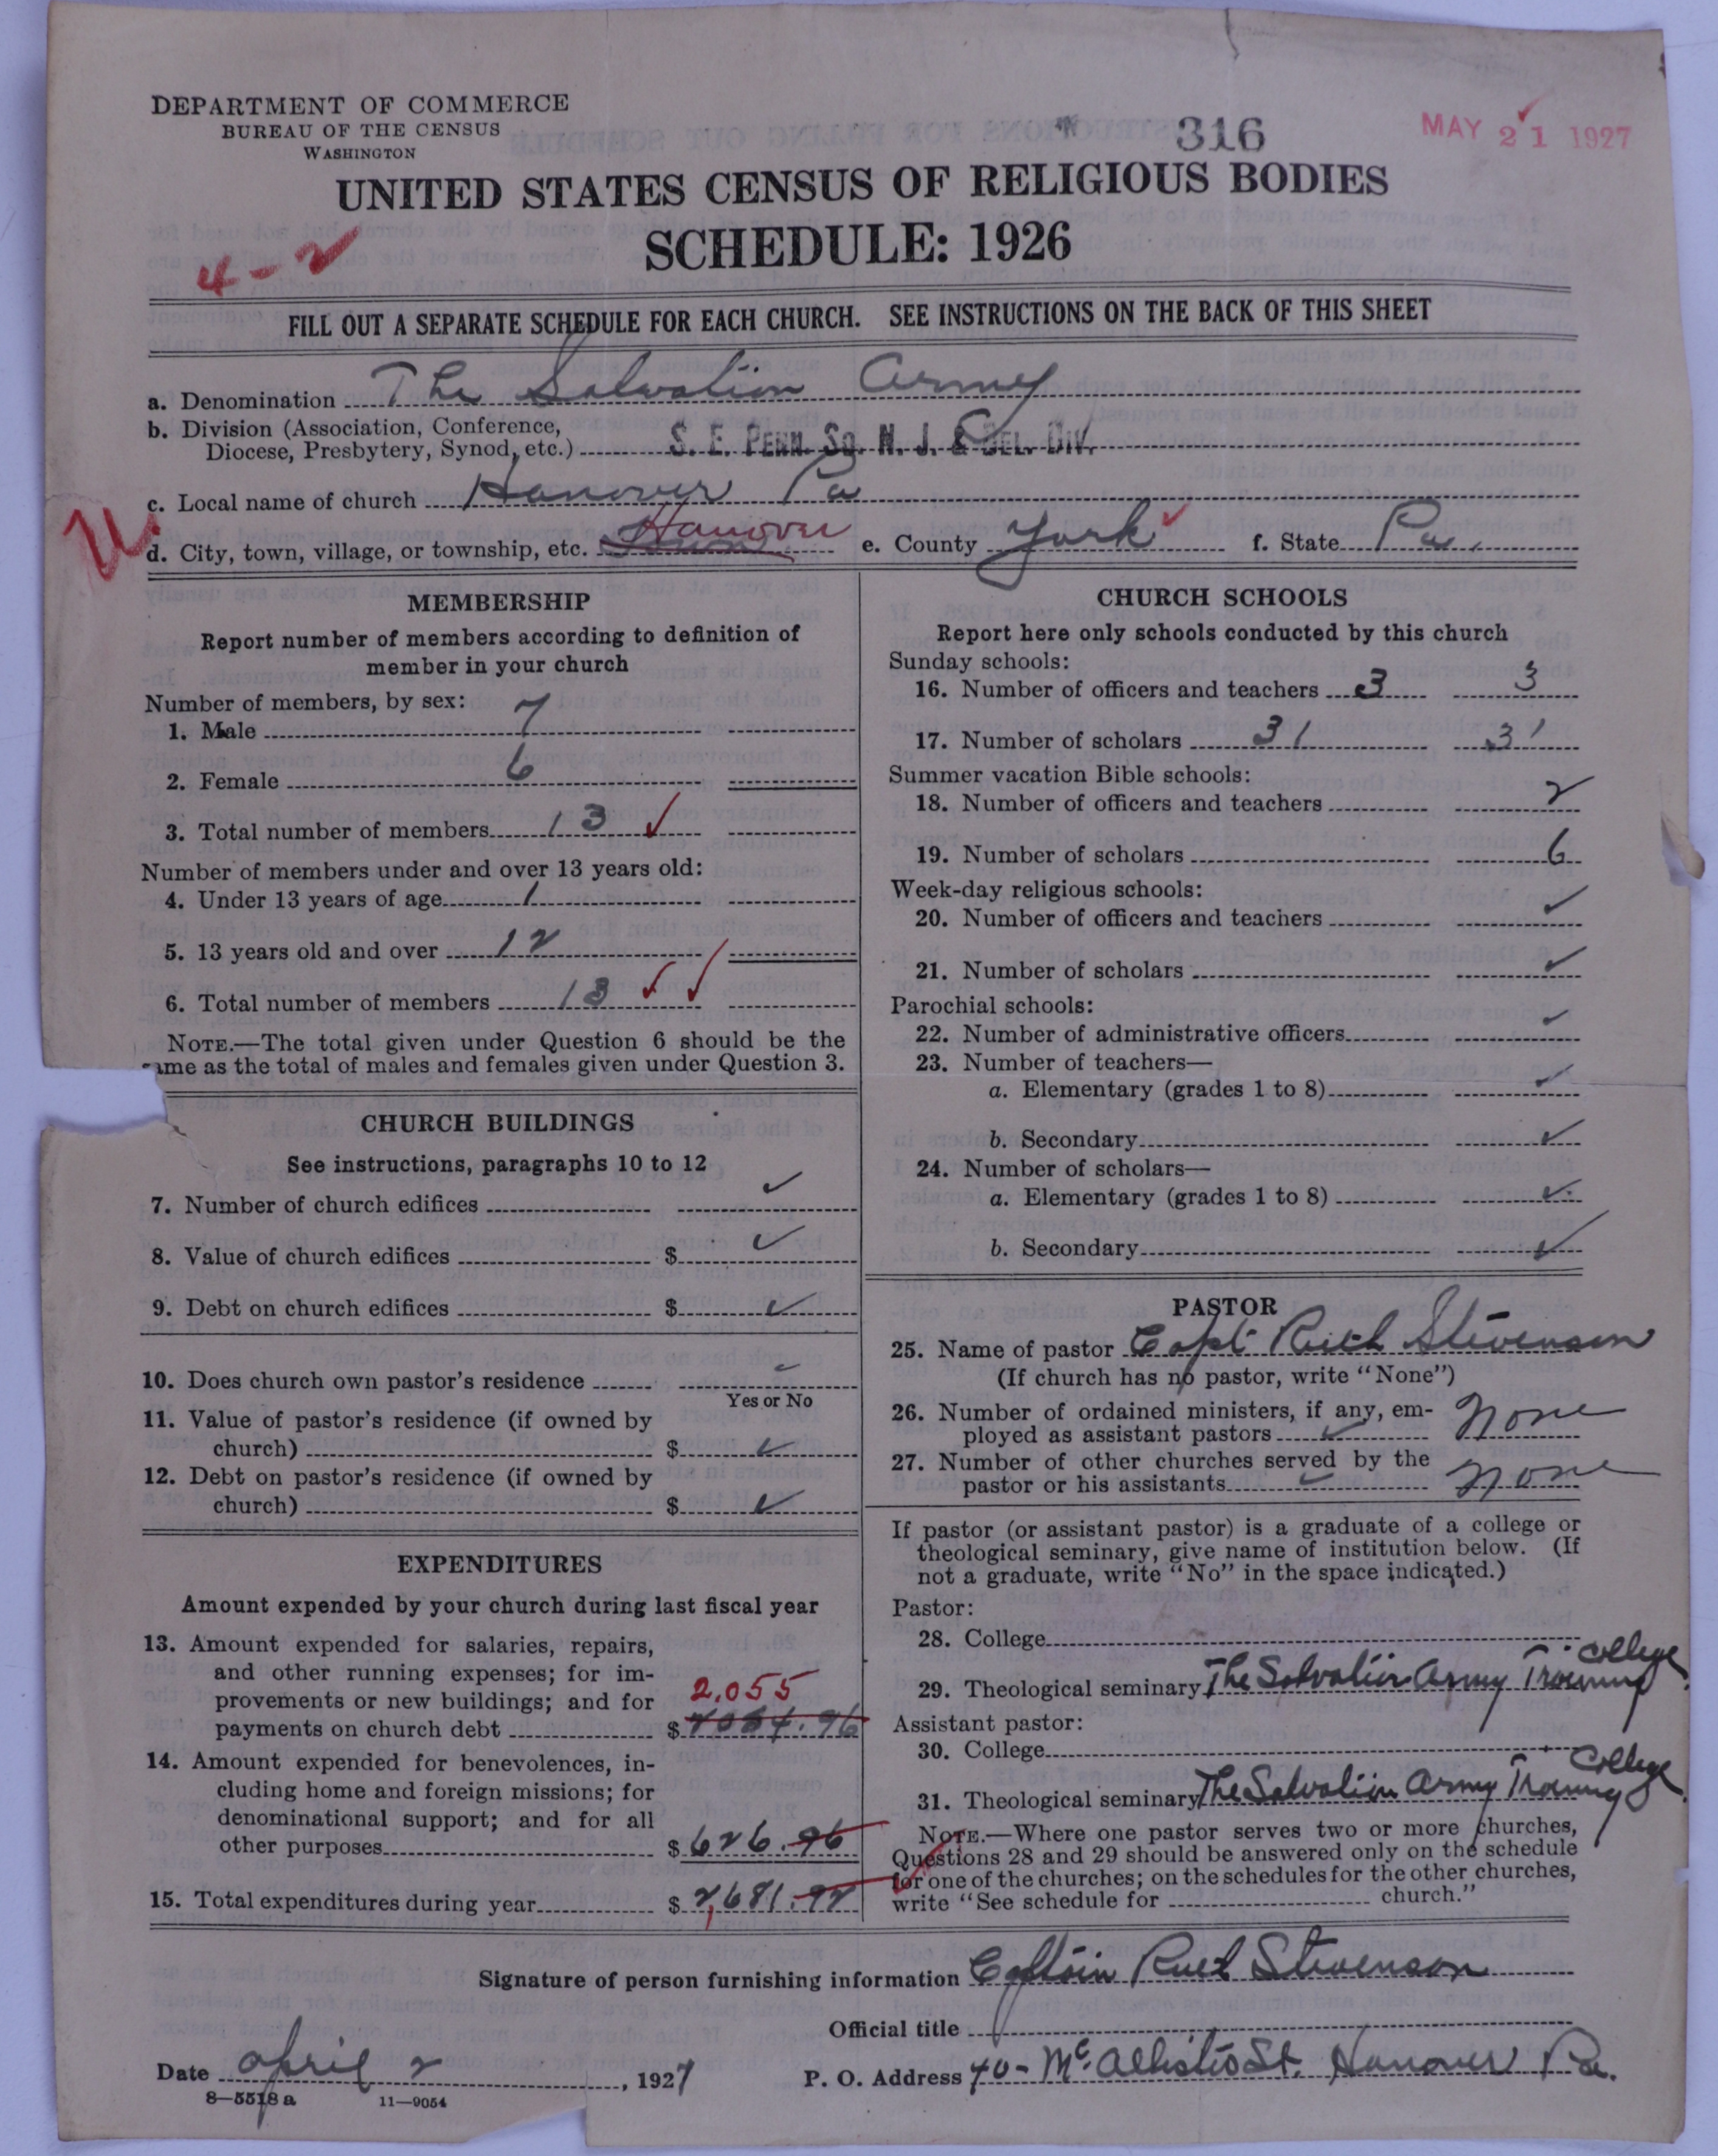 DEPARTMENT OF COMMERCE
BUREAU OF THE CENSUS
WASHINGTON
316
MAY 21 1927
UNITED STATES CENSUS OF RELIGIOUS BODIES
SCHEDULE: 1926
4-2
FILL OUT A SEPARATE SCHEDULE FOR EACH CHURCH. SEE INSTRUCTIONS ON THE BACK OF THIS SHEET
a. Denomination The Salvation Army
b. Division (Association, Conference,
Diocese, Presbytery, Synod, etc.) S. E. PENN. SO. N. J. & DEL. DIV.
c. Local name of church Hanover Pa
d. City, town, village, or township, etc. Hanover e. County York f. State Pa.
MEMBERSHIP
Report number of members according to definition of
member in your church
Number of members, by sex:
1. Male 7
2. Female 6
3. Total number of members 13
Number of members under and over 13 years old:
4. Under 13 years of age 1
5. 13 years old and over 12
6. Total number of members 13
NOTE.—The total given under Question 6 should be the
ame as the total of males and females given under Question 3.
CHURCH BUILDINGS
See instructions, paragraphs 10 to 12
7. Number of church edifices ✓
8. Value of church edifices $ ✓
9. Debt on church edifices $ ✓
10. Does church own pastor's residence ✓
Yes or No
11. Value of pastor's residence (if owned by
church) $ ✓
12. Debt on pastor's residence (if owned by
church) $ ✓
EXPENDITURES
Amount expended by your church during last fiscal year
13. Amount expended for salaries, repairs,
and other running expenses; for im-
provements or new buildings; and for 2,055
payments on church debt $ 2054.96
14. Amount expended for benevolences, in-
cluding home and foreign missions; for
denominational support; and for all
other purposes $ 626.96
15. Total expenditures during year $ 2,681.92
CHURCH SCHOOLS
Report here only schools conducted by this church
Sunday schools:
16. Number of officers and teachers 3 3
17. Number of scholars 31 31
Summer vacation Bible schools:
18. Number of officers and teachers 2
19. Number of scholars 6
Week-day religious schools:
20. Number of officers and teachers ✓
21. Number of scholars ✓
Parochial schools:
22. Number of administrative officers ✓
23. Number of teachers—
a. Elementary (grades 1 to 8) ✓
b. Secondary ✓
24. Number of scholars—
a. Elementary (grades 1 to 8) ✓
b. Secondary ✓
PASTOR
25. Name of pastor Capt Ruth Stevenson
(If church has no pastor, write "None")
26. Number of ordained ministers, if any, em-
ployed as assistant pastors ✓ None
27. Number of other churches served by the
pastor or his assistants ✓ None
If pastor (or assistant pastor) is a graduate of a college or
theological seminary, give name of institution below. (If
not a graduate, write "No" in the space indicated.)
Pastor:
28. College
29. Theological seminary The Salvation Army Training College
Assistant pastor:
30. College
31. Theological seminary The Salvation Army Training College
NOTE.—Where one pastor serves two or more churches,
Questions 28 and 29 should be answered only on the schedule
for one of the churches; on the schedules for the other churches,
write "See schedule for church."
Signature of person furnishing information Captain Ruth Stevenson
Official title
Date April 2, 1927 P. O. Address 40- McAllister St. Hanover Pa.
8—5518 a 11—9054